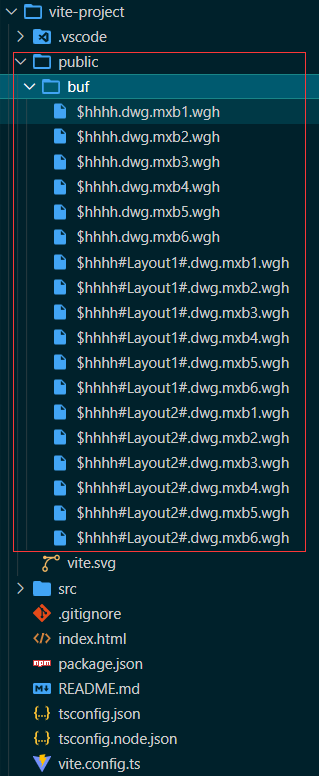 vite-project
.vscode
public
buf
$hhhh.dwg.mxb1.wgh
$hhhh.dwg.mxb2.wgh
$hhhh.dwg.mxb3.wgh
$hhhh.dwg.mxb4.wgh
$hhhh.dwg.mxb5.wgh
$hhhh.dwg.mxb6.wgh
$hhhh#Layout1#.dwg.mxb1.wgh
$hhhh#Layout1#.dwg.mxb2.wgh
$hhhh#Layout1#.dwg.mxb3.wgh
$hhhh#Layout1#.dwg.mxb4.wgh
$hhhh#Layout1#.dwg.mxb5.wgh
$hhhh#Layout1#.dwg.mxb6.wgh
$hhhh#Layout2#.dwg.mxb1.wgh
$hhhh#Layout2#.dwg.mxb2.wgh
$hhhh#Layout2#.dwg.mxb3.wgh
$hhhh#Layout2#.dwg.mxb4.wgh
$hhhh#Layout2#.dwg.mxb5.wgh
$hhhh#Layout2#.dwg.mxb6.wgh
vite.svg
src
.gitignore
index.html
package.json
README.md
tsconfig.json
tsconfig.node.json
vite.config.ts